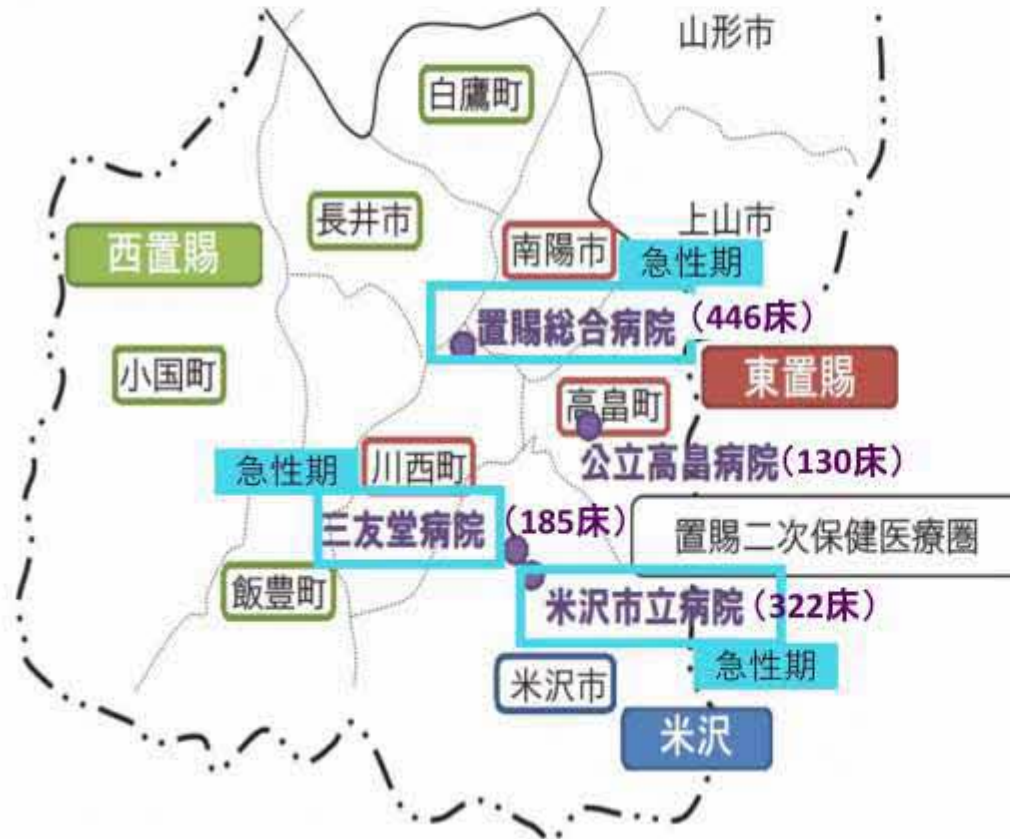 山形市
白鷹町
長井市
上山市
西置賜
南陽市
急性期
置賜総合病院（446床）
小国町
東置賜
高畠町
急性期
川西町
公立高畠病院（130床）
三友堂病院（185床）
置賜二次保健医療圏
飯豊町
米沢市立病院（322床）
急性期
米沢市
米沢